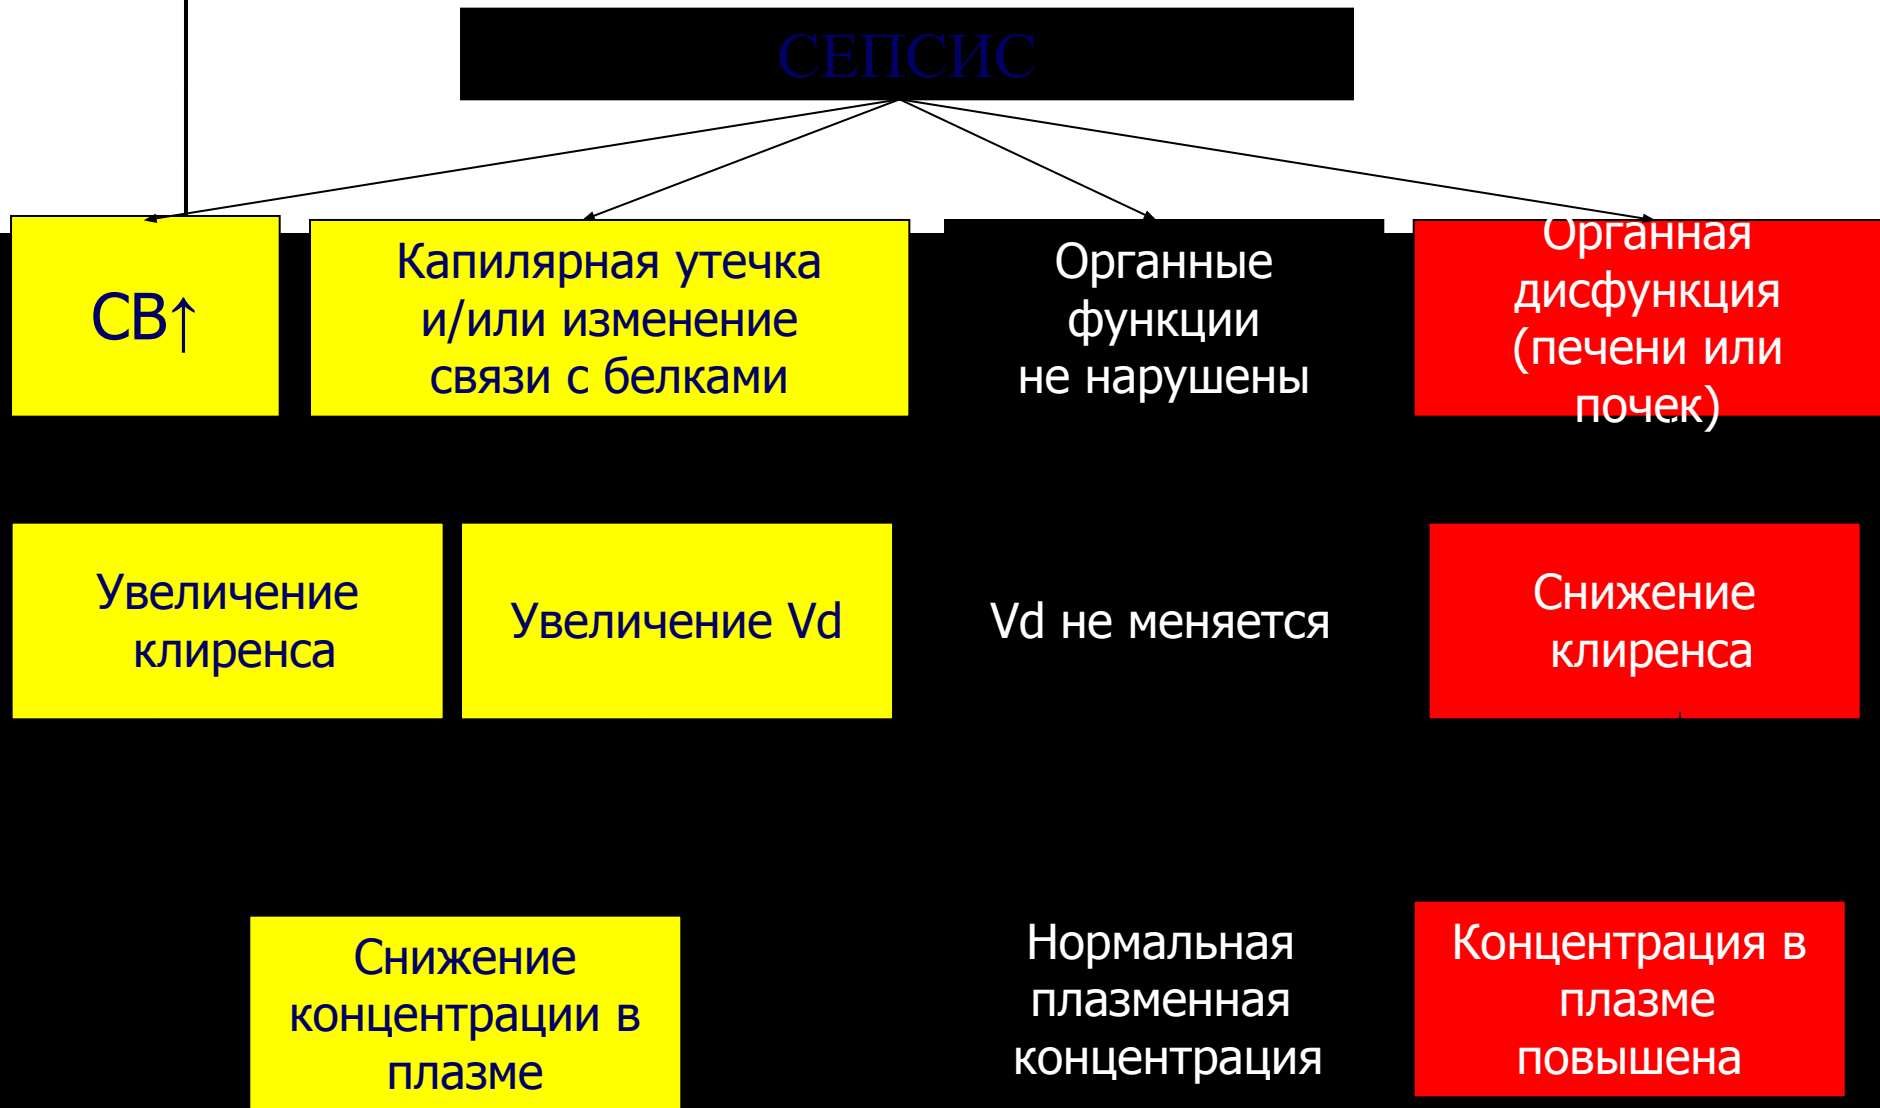 СЕПСИС
СВ↑
Капилярная утечка
и/или изменение
связи с белками
Органные
функции
не нарушены
Органная
дисфункция
(печени или
почек)
Увеличение
клиренса
Увеличение Vd
Vd не меняется
Снижение
клиренса
Снижение
концентрации в
плазме
Нормальная
плазменная
концентрация
Концентрация в
плазме
повышена